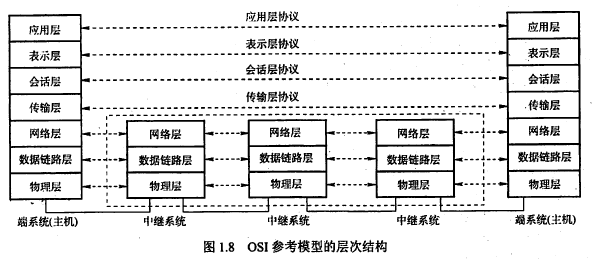 应用层 应用层协议 应用层
表示层 表示层协议 表示层
会话层 会话层协议 会话层
传输层 传输层协议 传输层
网络层 网络层 网络层 网络层 网络层
数据链路层 数据链路层 数据链路层 数据链路层 数据链路层
物理层 物理层 物理层 物理层 物理层
端系统(主机) 中继系统 中继系统 中继系统 端系统(主机)
图 1.8 OSI 参考模型的层次结构